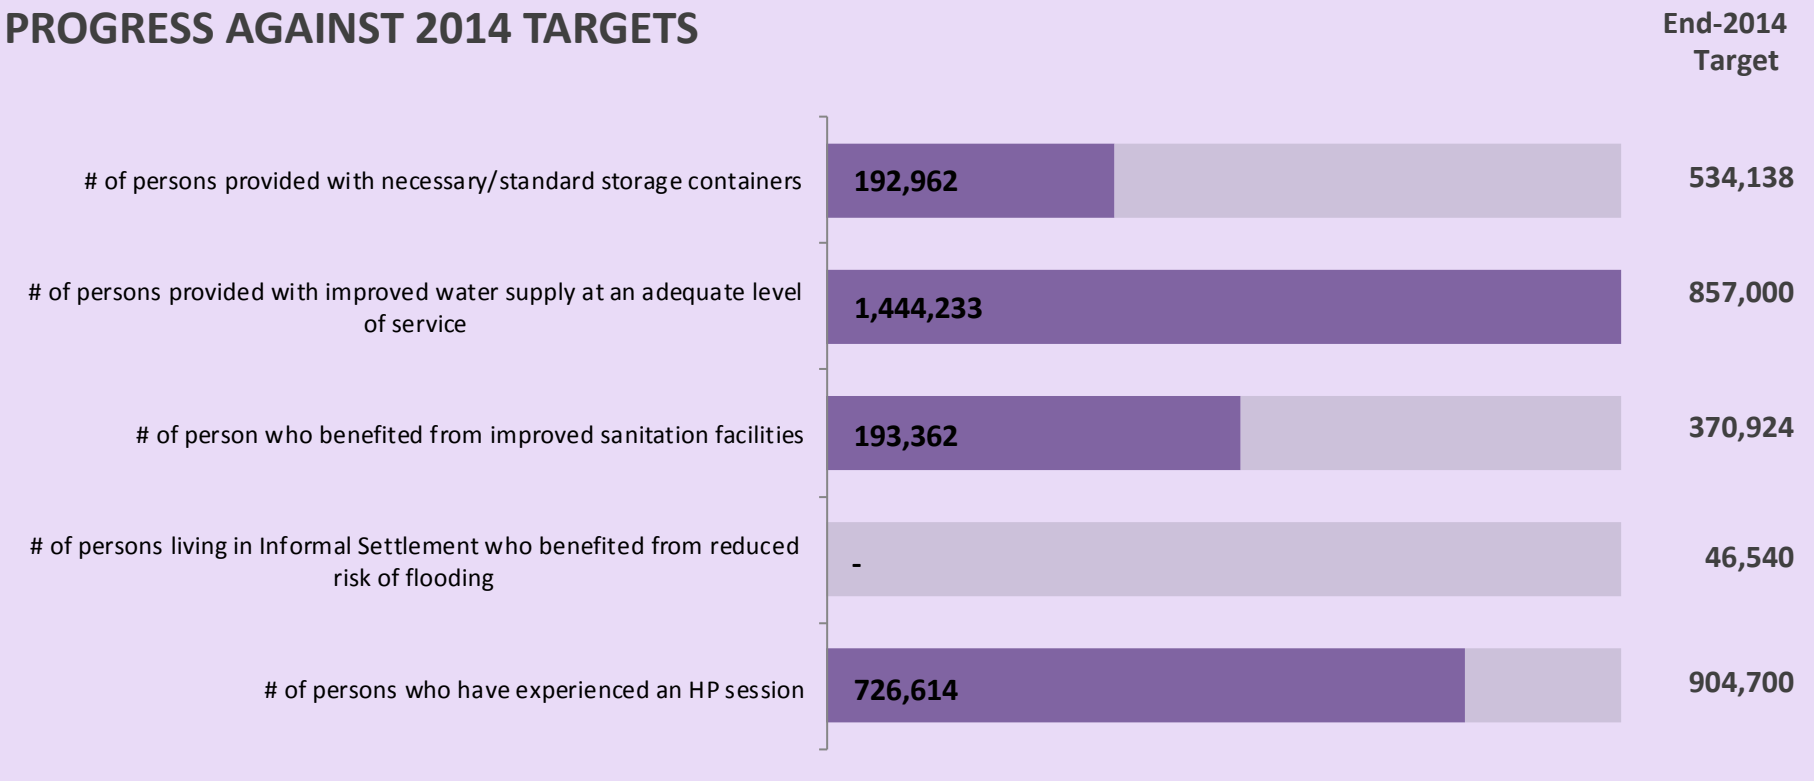 PROGRESS AGAINST 2014 TARGETS
End-2014
Target
# of persons provided with necessary/standard storage containers
192,962
534,138
# of persons provided with improved water supply at an adequate level
of service
1,444,233
857,000
# of person who benefited from improved sanitation facilities
193,362
370,924
# of persons living in Informal Settlement who benefited from reduced
risk of flooding
-
46,540
# of persons who have experienced an HP session
726,614
904,700